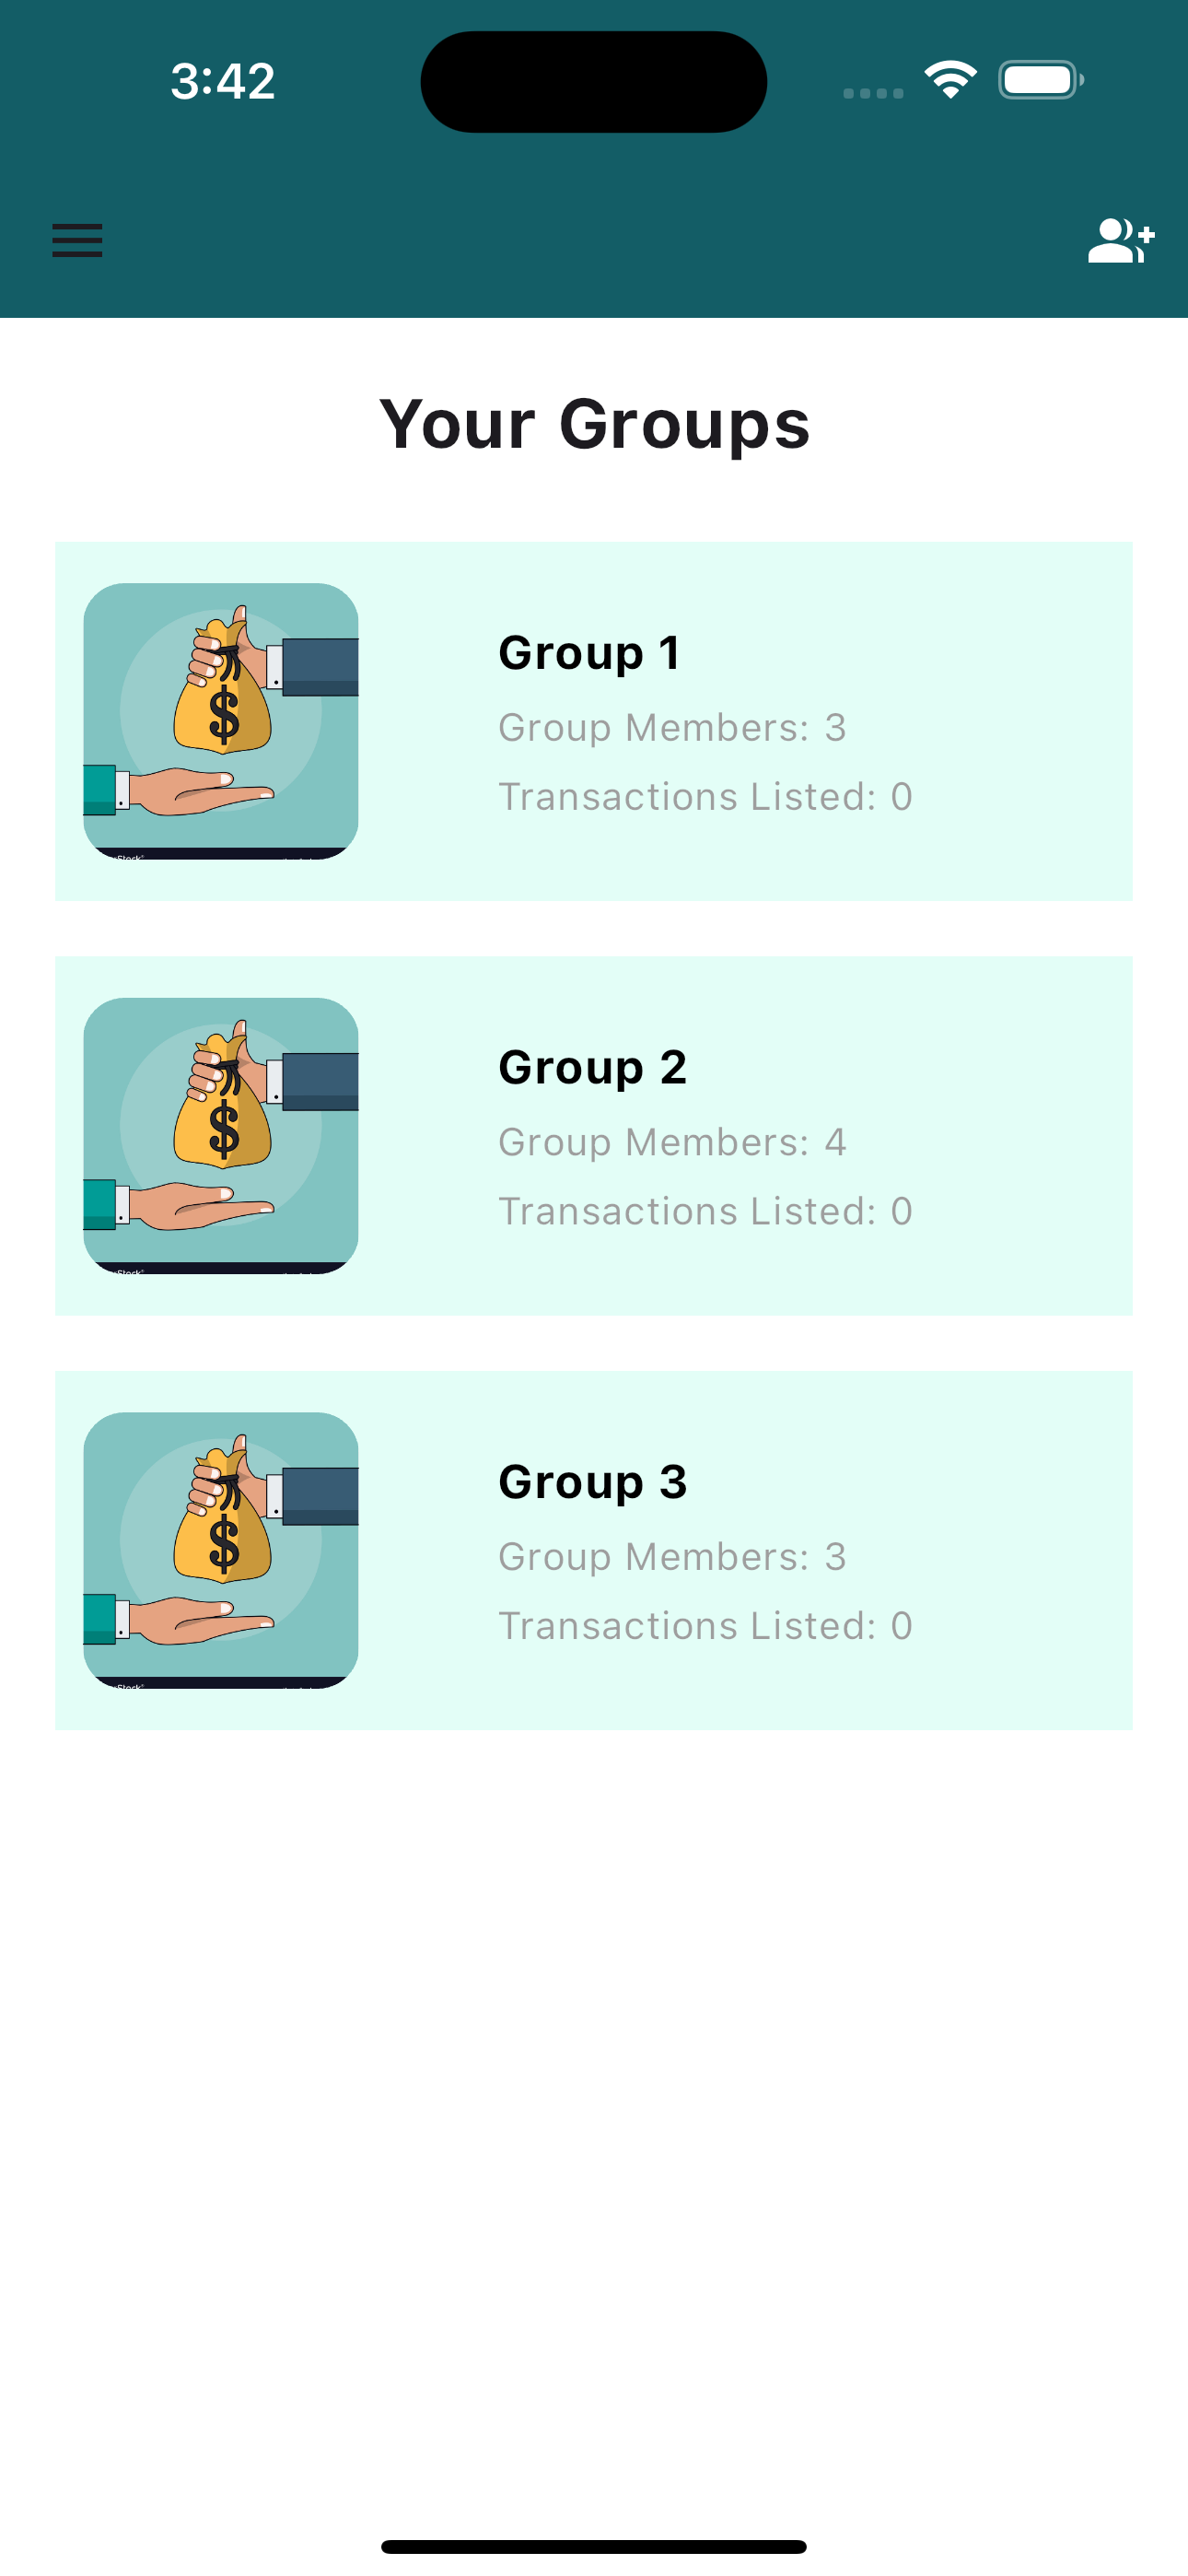 3:42
Your Groups
$
Group 1
Group Members: 3
Transactions Listed: 0
$
Group 2
Group Members: 4
Transactions Listed: 0
$
Group 3
Group Members: 3
Transactions Listed: 0